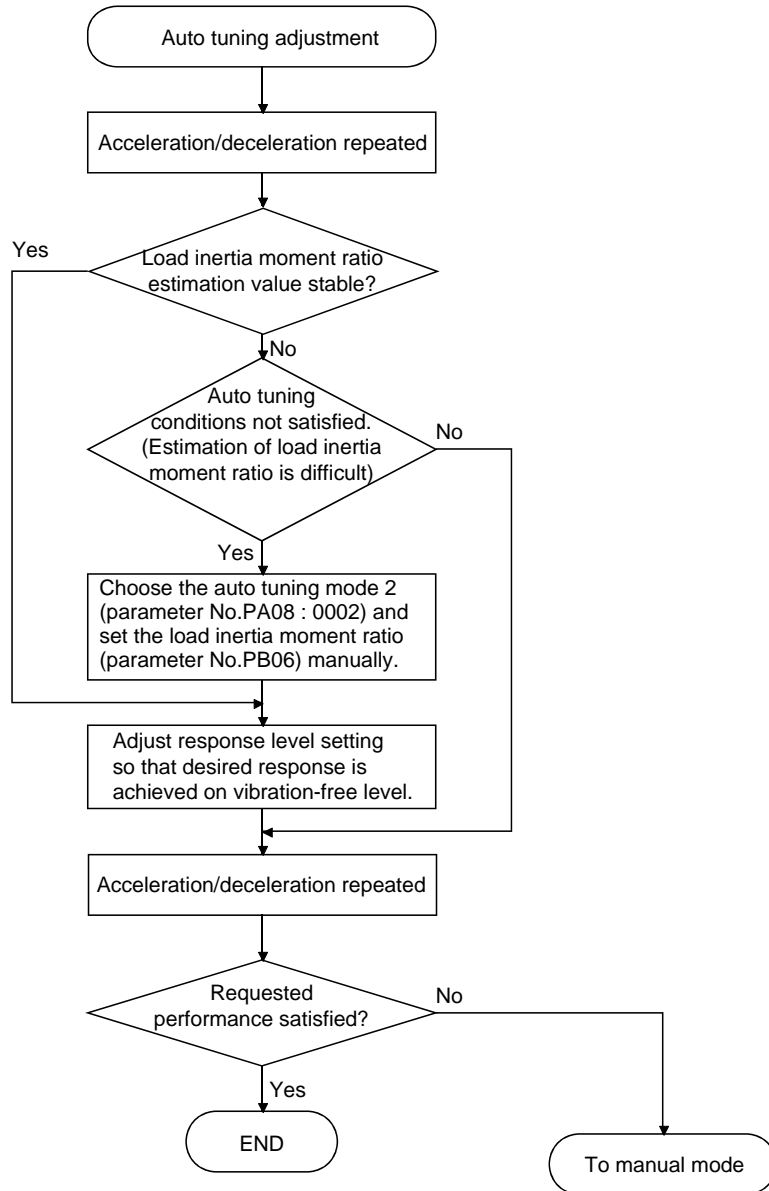 Auto tuning adjustment
Acceleration/deceleration repeated
Yes
Load inertia moment ratio
estimation value stable?
No
Auto tuning
conditions not satisfied.
(Estimation of load inertia
moment ratio is difficult)
No
Yes
Choose the auto tuning mode 2
(parameter No.PA08 : 0002) and
set the load inertia moment ratio
(parameter No.PB06) manually.
Adjust response level setting
so that desired response is
achieved on vibration-free level.
Acceleration/deceleration repeated
Requested
performance satisfied?
No
Yes
END
To manual mode